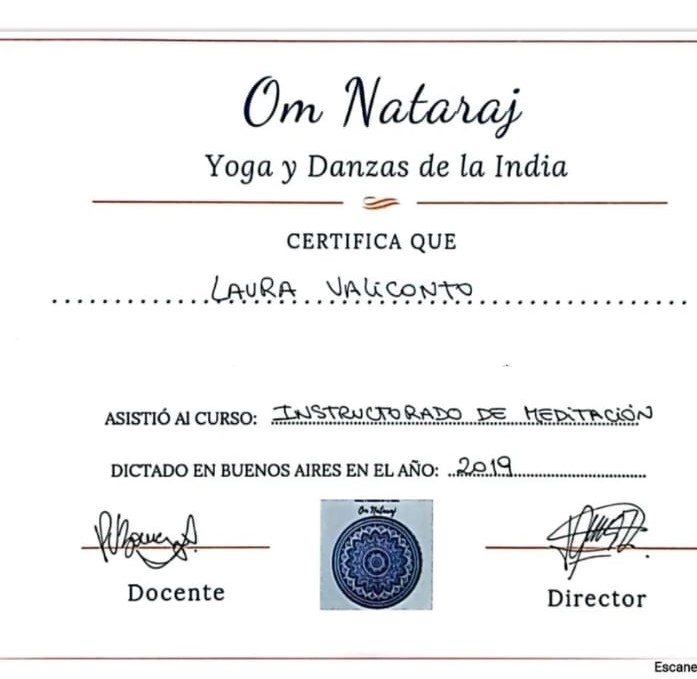 Om Nataraj
Yoga y Danzas de la India
CERTIFICA QUE
LAURA VALICONTO
ASISTIÓ Al CURSO: INSTRUCTORADO DE MEDITACIÓN
DICTADO EN BUENOS AIRES EN EL AÑO: 2019
Om Nataraj
Docente
Director
Escane